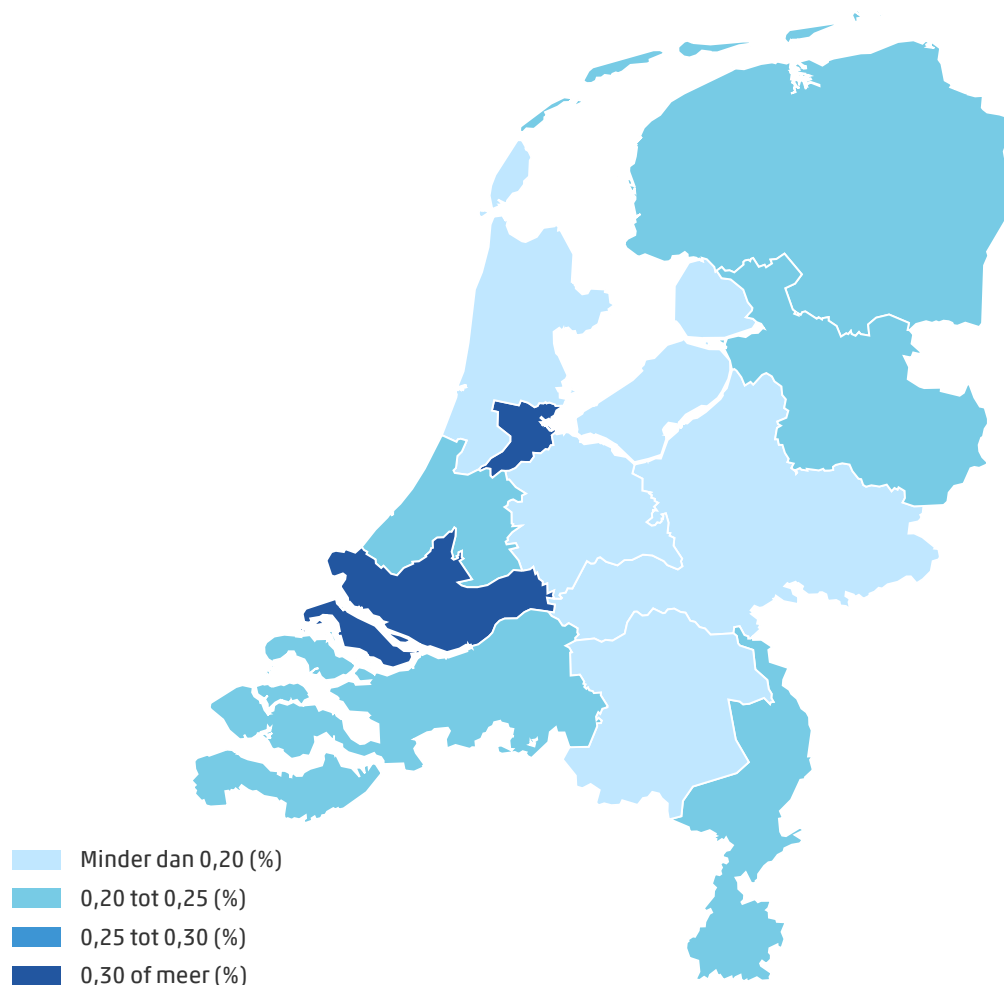 Minder dan 0,20 (%)
0,20 tot 0,25 (%)
0,25 tot 0,30 (%)
0,30 of meer (%)